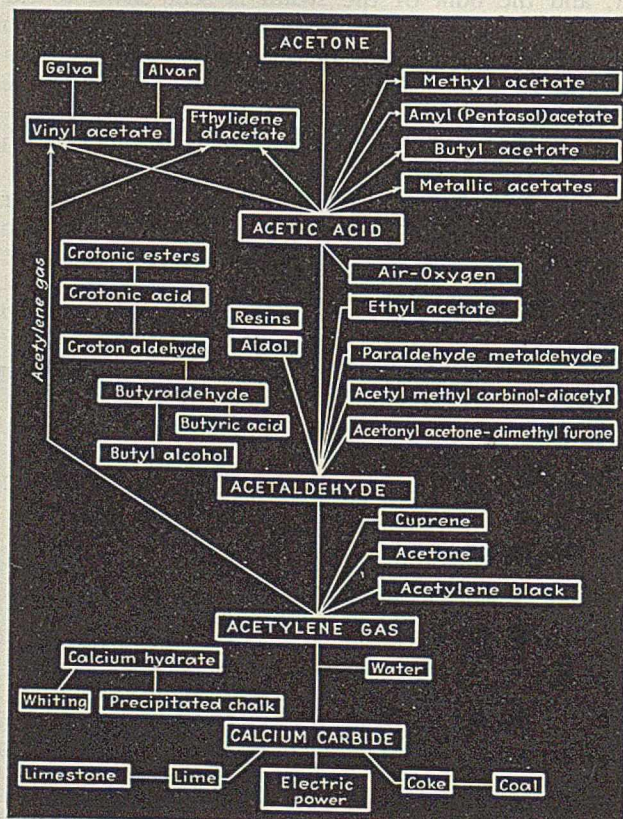 ACETONE
Gelva
Alvar
Methyl acetate
Vinyl acetate
Ethylidene
diacetate
Amyl (Pentasol) acetate
Butyl acetate
Metallic acetates
ACETIC ACID
Acetylene gas
Crotonic esters
Air-Oxygen
Crotonic acid
Ethyl acetate
Resins
Croton aldehyde
Aldol
Paraldehyde metaldehyde
Butyraldehyde
Acetyl methyl carbinol-diacetyl
Butyric acid
Acetonyl acetone-dimethyl furone
Butyl alcohol
ACETALDEHYDE
Cuprene
Acetone
Acetylene black
ACETYLENE GAS
Calcium hydrate
Water
Whiting
Precipitated chalk
CALCIUM CARBIDE
Limestone
Lime
Electric
power
Coke
Coal